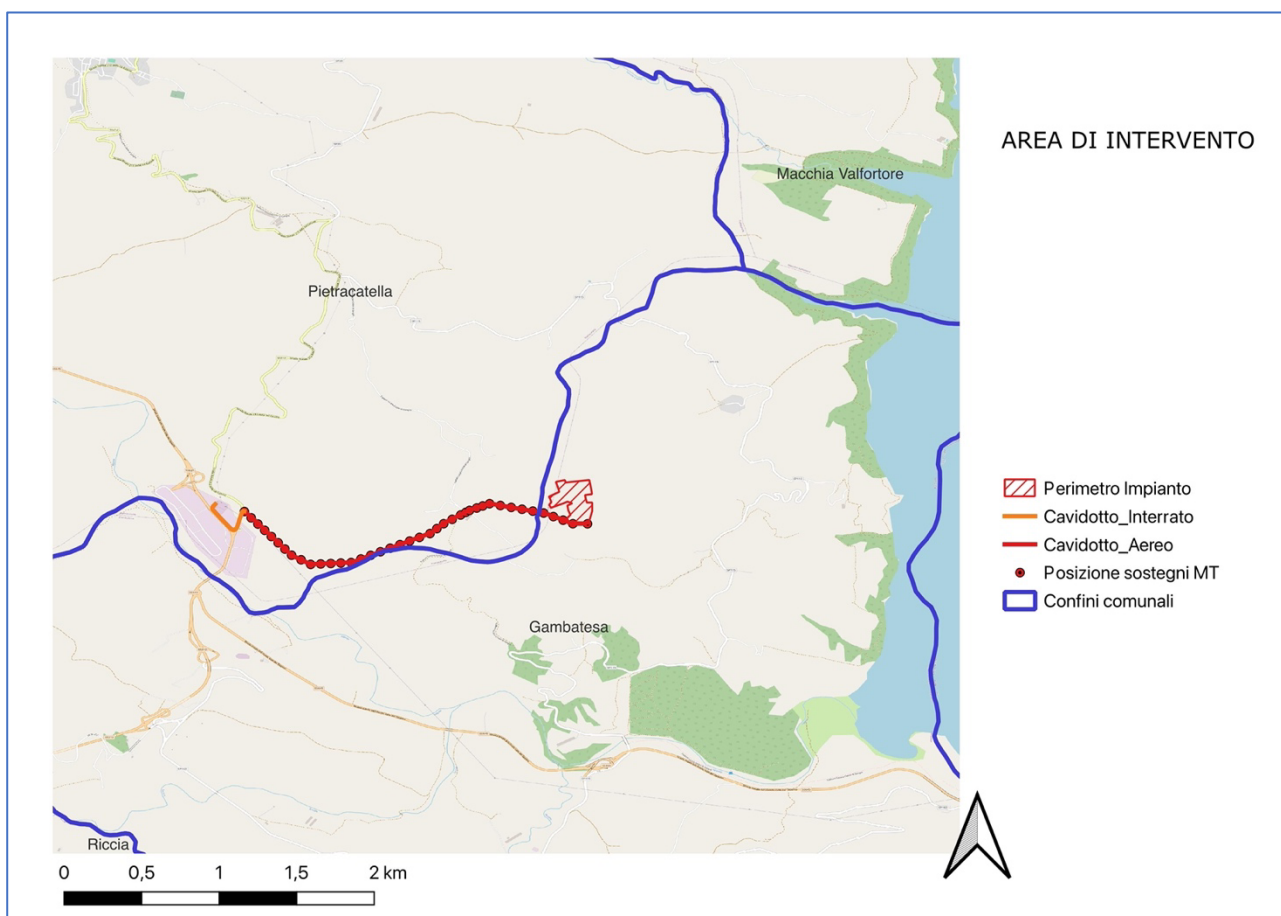 AREA DI INTERVENTO
Macchia Valfortore
Pietracatella
Perimetro Impianto
Cavidotto_Interrato
Cavidotto_Aereo
Posizione sostegni MT
Confini comunali
Gambatesa
Riccia
0 0,5 1 1,5 2 km